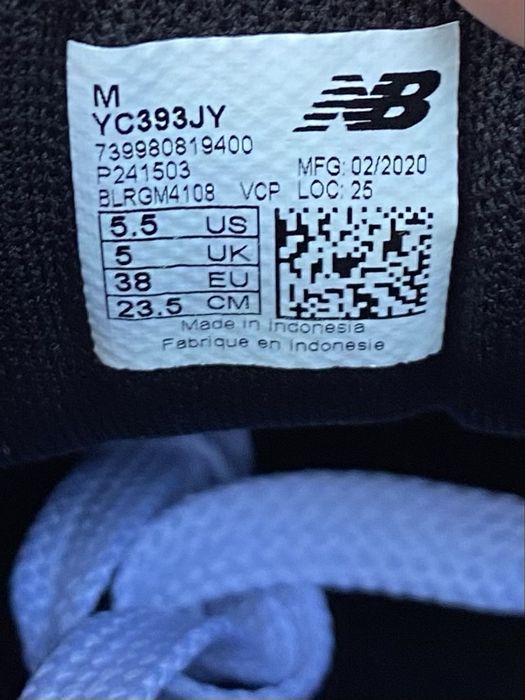 M
NB
YC393JY
739980819400
P241503 MFG: 02/2020
BLRGM4108 VCP LOC: 25
5.5 US
5 UK
38 EU
23.5 CM
Made in Indonesia
Fabrique en Indonesie